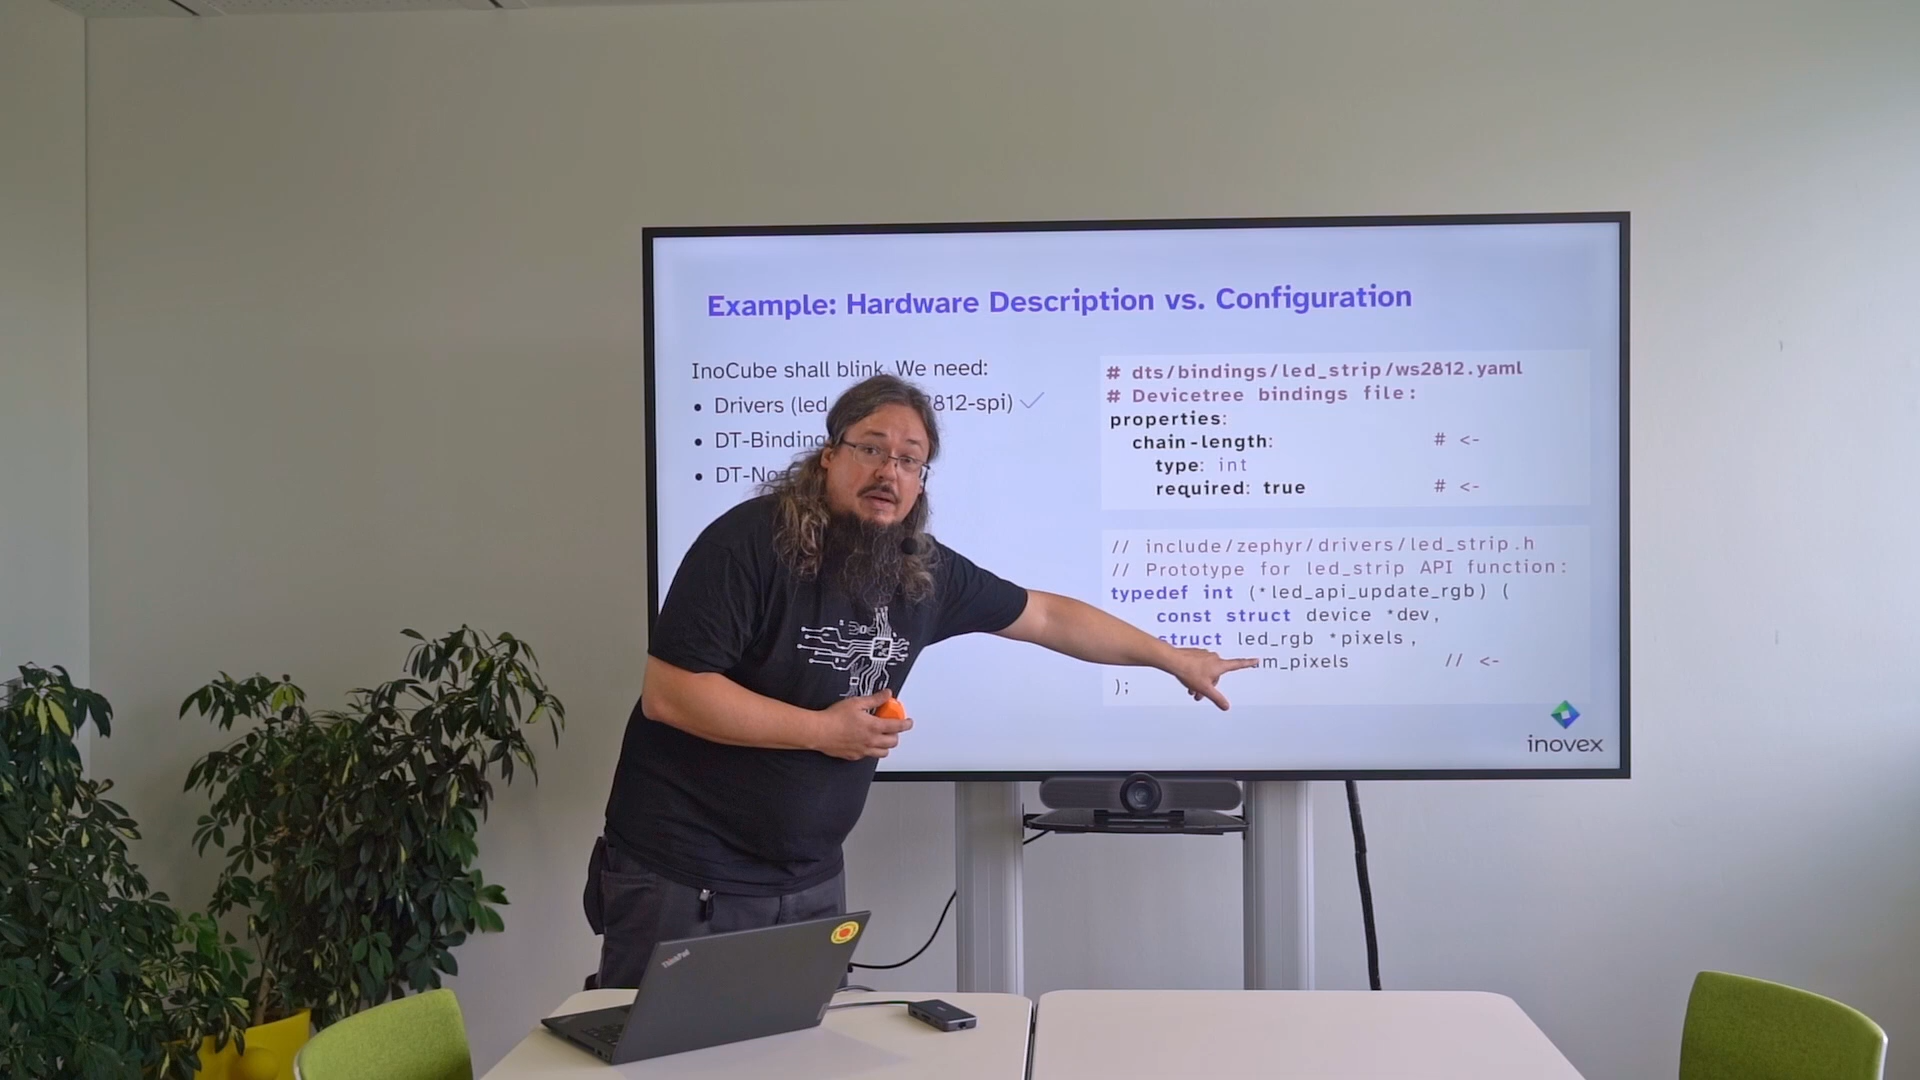 Example: Hardware Description vs. Configuration
InoCube shall blink. We need:
• Drivers (led 812-spi) ✓
• DT-Binding
• DT-No
# dts/bindings/led_strip/ws2812.yaml
# Devicetree bindings file:
properties:
chain-length: # <-
type: int
required: true # <-
// include/zephyr/drivers/led_strip.h
// Prototype for led_strip API function:
typedef int (*led_api_update_rgb) (
const struct device *dev,
struct led_rgb *pixels,
um_pixels // <-
);
inovex
ThinkPad